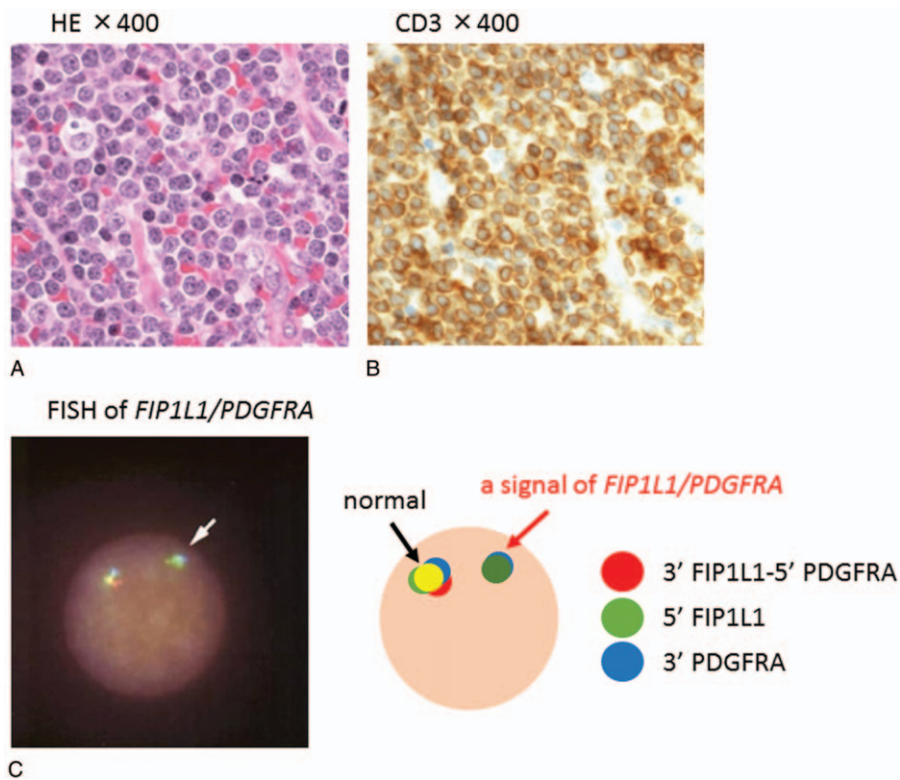 HE ×400
CD3 ×400
A
B
FISH of FIP1L1/PDGFRA
normal
a signal of FIP1L1/PDGFRA
3′ FIP1L1-5′ PDGFRA
5′ FIP1L1
3′ PDGFRA
C